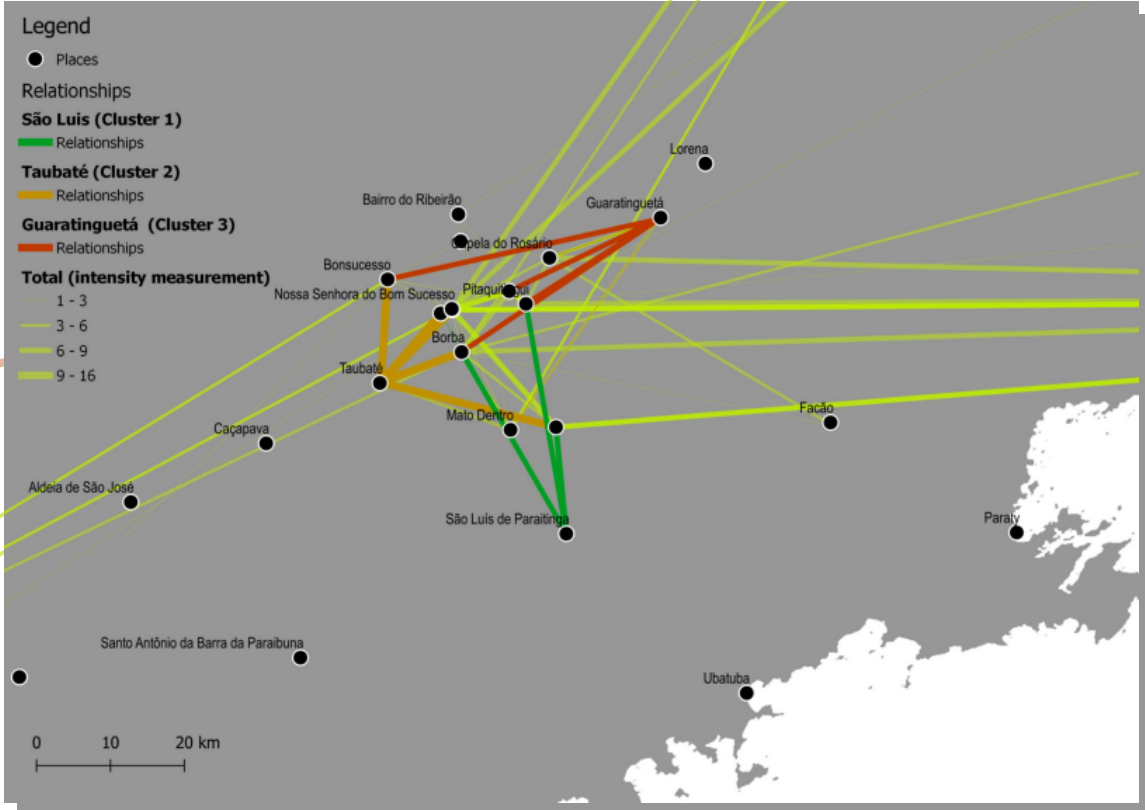 Legend
Places
Relationships
São Luis (Cluster 1)
Relationships
Taubaté (Cluster 2)
Relationships
Guaratinguetá (Cluster 3)
Relationships
Total (intensity measurement)
1 - 3
3 - 6
6 - 9
9 - 16
Lorena
Bairro do Ribeirão
Guaratinguetá
do Rosário
Bonsucesso
Nossa Senhora do Bom Sucesso
Borba
Taubaté
Mato Dentro
Facão
Caçapava
Aldeia de São José
São Luís de Paraitinga
Paraty
Santo Antônio da Barra da Paraibuna
Ubatuba
0 10 20 km